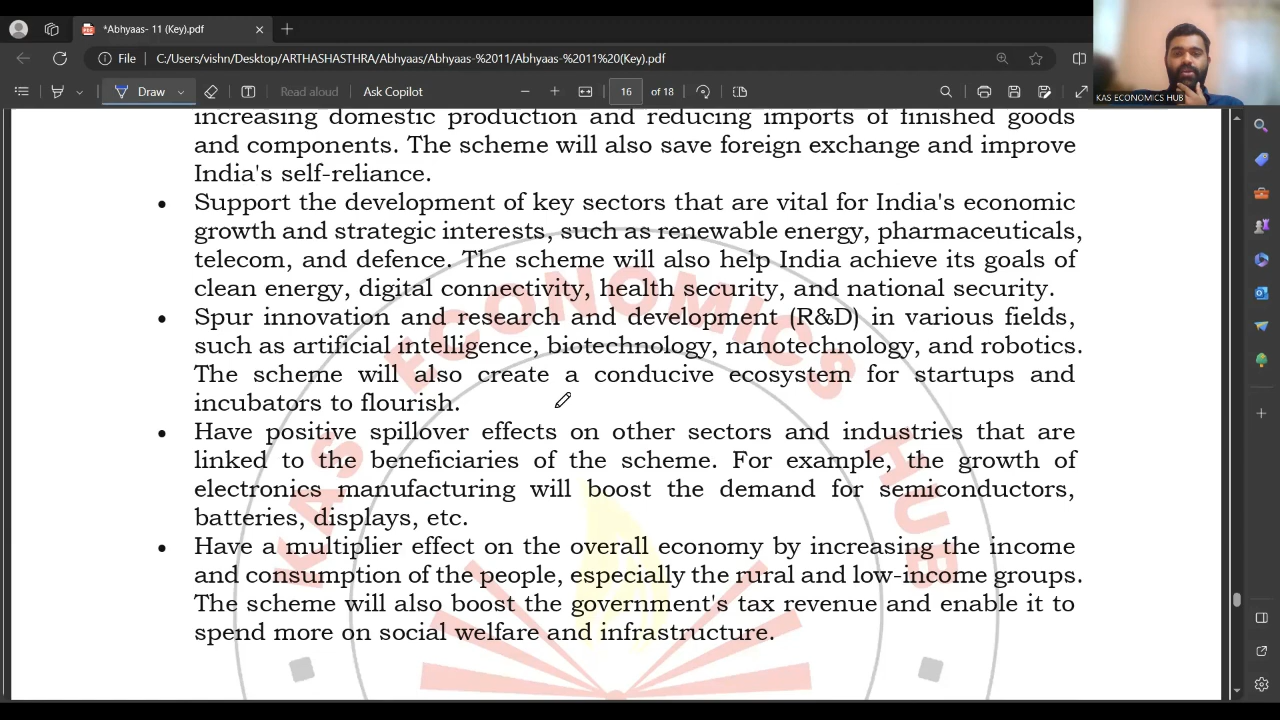 *Abhyaas- 11 (Key).pdf
File C:/Users/vishn/Desktop/ARTHASHASTHRA/Abhyaas/Abhyaas-%2011/Abhyaas-%2011%20(Key).pdf
Draw Read aloud Ask Copilot 16 of 18
KAS ECONOMICS HUB
increasing domestic production and reducing imports of finished goods
and components. The scheme will also save foreign exchange and improve
India's self-reliance.
• Support the development of key sectors that are vital for India's economic
growth and strategic interests, such as renewable energy, pharmaceuticals,
telecom, and defence. The scheme will also help India achieve its goals of
clean energy, digital connectivity, health security, and national security.
• Spur innovation and research and development (R&D) in various fields,
such as artificial intelligence, biotechnology, nanotechnology, and robotics.
The scheme will also create a conducive ecosystem for startups and
incubators to flourish.
• Have positive spillover effects on other sectors and industries that are
linked to the beneficiaries of the scheme. For example, the growth of
electronics manufacturing will boost the demand for semiconductors,
batteries, displays, etc.
• Have a multiplier effect on the overall economy by increasing the income
and consumption of the people, especially the rural and low-income groups.
The scheme will also boost the government's tax revenue and enable it to
spend more on social welfare and infrastructure.
KAS ECONOMICS HUB